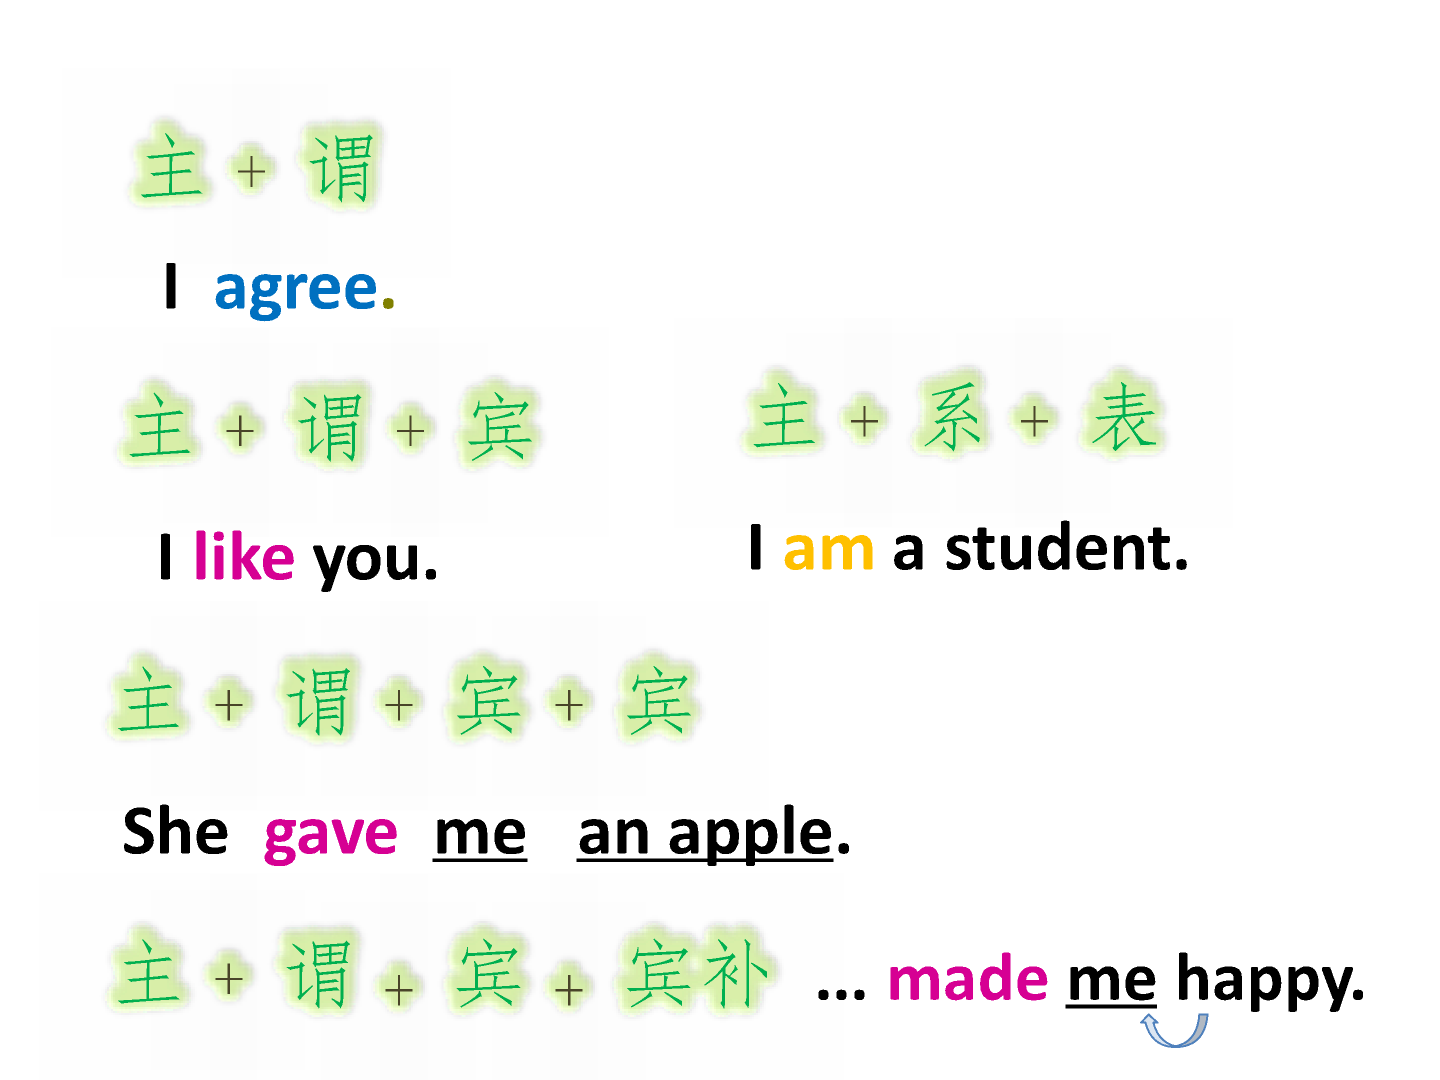 主+谓
I agree.
主+谓+宾
主+系+表
I like you.
I am a student.
主+谓+宾+宾
She gave me an apple.
主+谓+宾+宾补
... made me happy.